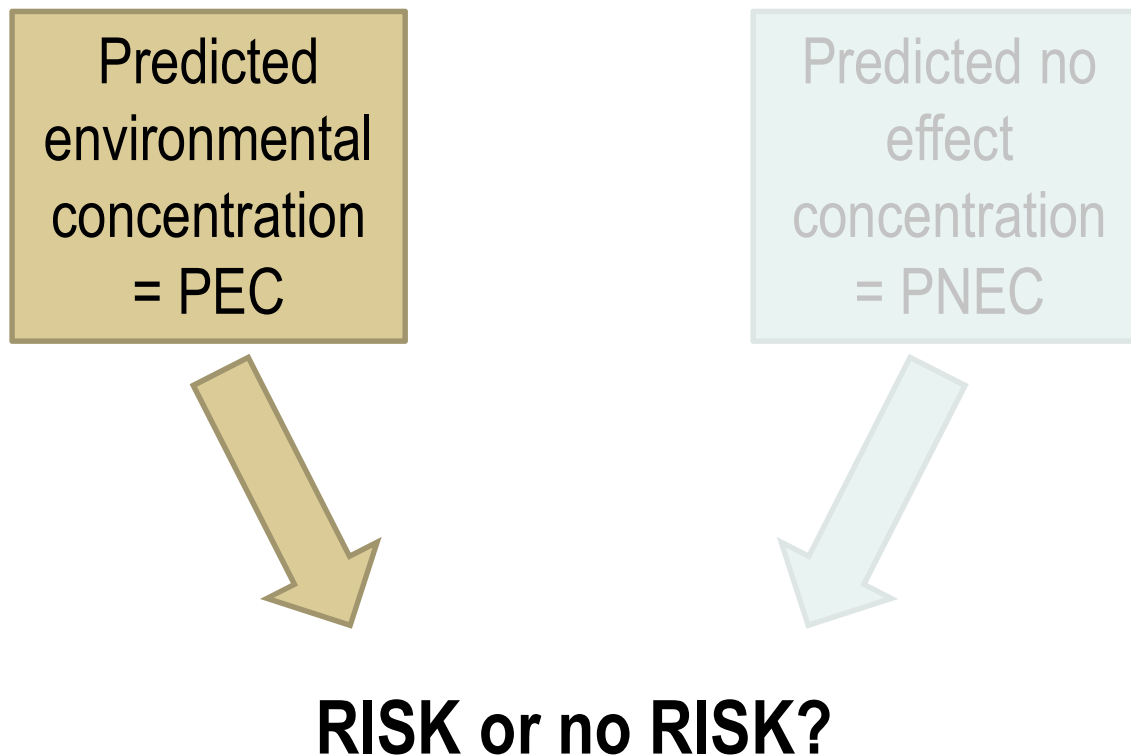 Predicted
environmental
concentration
= PEC
Predicted no
effect
concentration
= PNEC
RISK or no RISK?